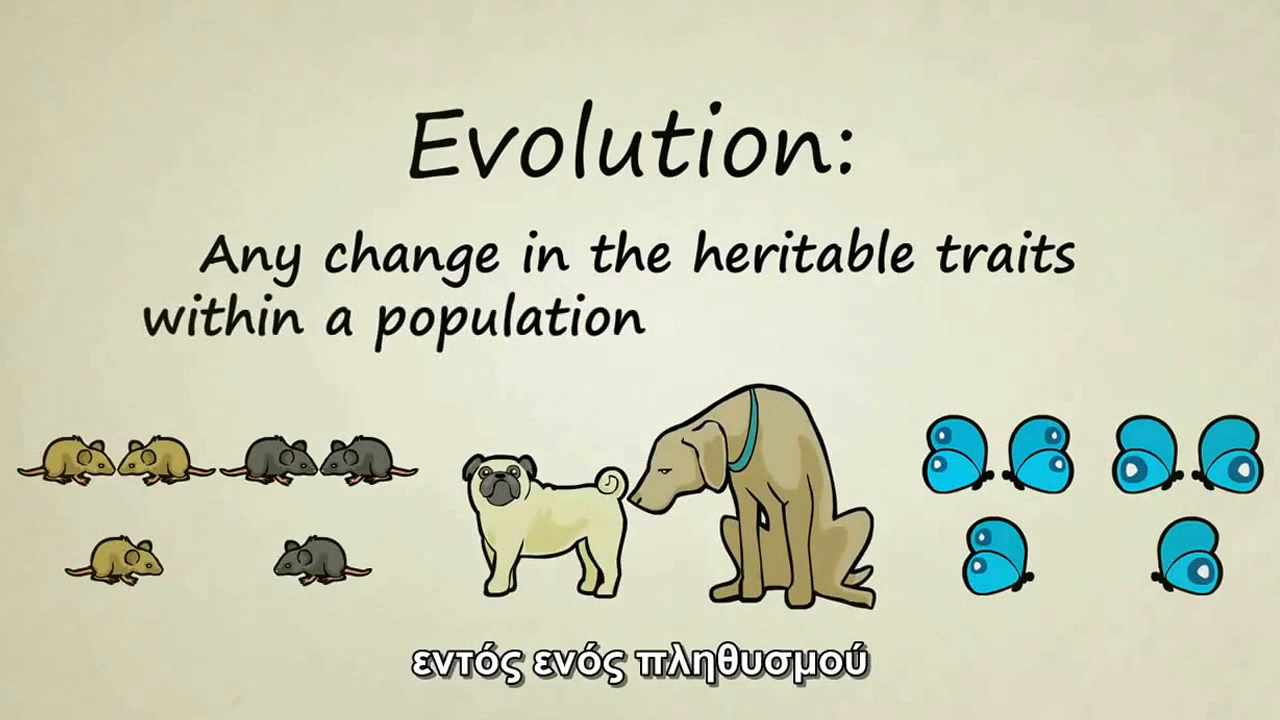 Evolution:
Any change in the heritable traits
within a population
εντός ενός πληθυσμού